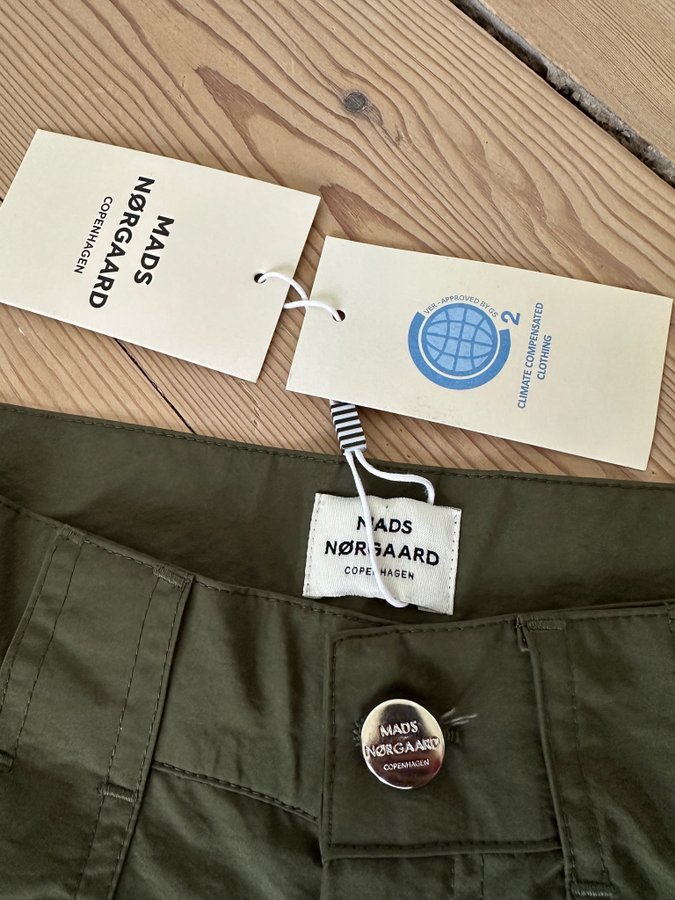 MADS
NØRGAARD
COPENHAGEN
VER - APPROVED BY GS
2
CLIMATE COMPENSATED
CLOTHING
MADS
NØRGAARD
COPENHAGEN
MADS
NØRGAARD
COPENHAGEN